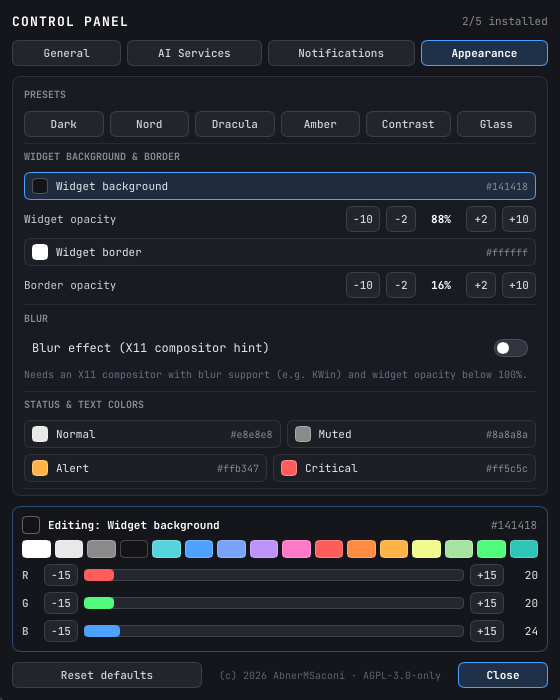 CONTROL PANEL 2/5 installed
General AI Services Notifications Appearance
PRESETS
Dark Nord Dracula Amber Contrast Glass
WIDGET BACKGROUND & BORDER
Widget background #141418
Widget opacity -10 -2 88% +2 +10
Widget border #ffffff
Border opacity -10 -2 16% +2 +10
BLUR
Blur effect (X11 compositor hint)
Needs an X11 compositor with blur support (e.g. KWin) and widget opacity below 100%.
STATUS & TEXT COLORS
Normal #e8e8e8 Muted #8a8a8a
Alert #ffb347 Critical #ff5c5c
Editing: Widget background #141418
R -15 +15 20
G -15 +15 20
B -15 +15 24
Reset defaults (c) 2026 AbnerMSaconi · AGPL-3.0-only Close